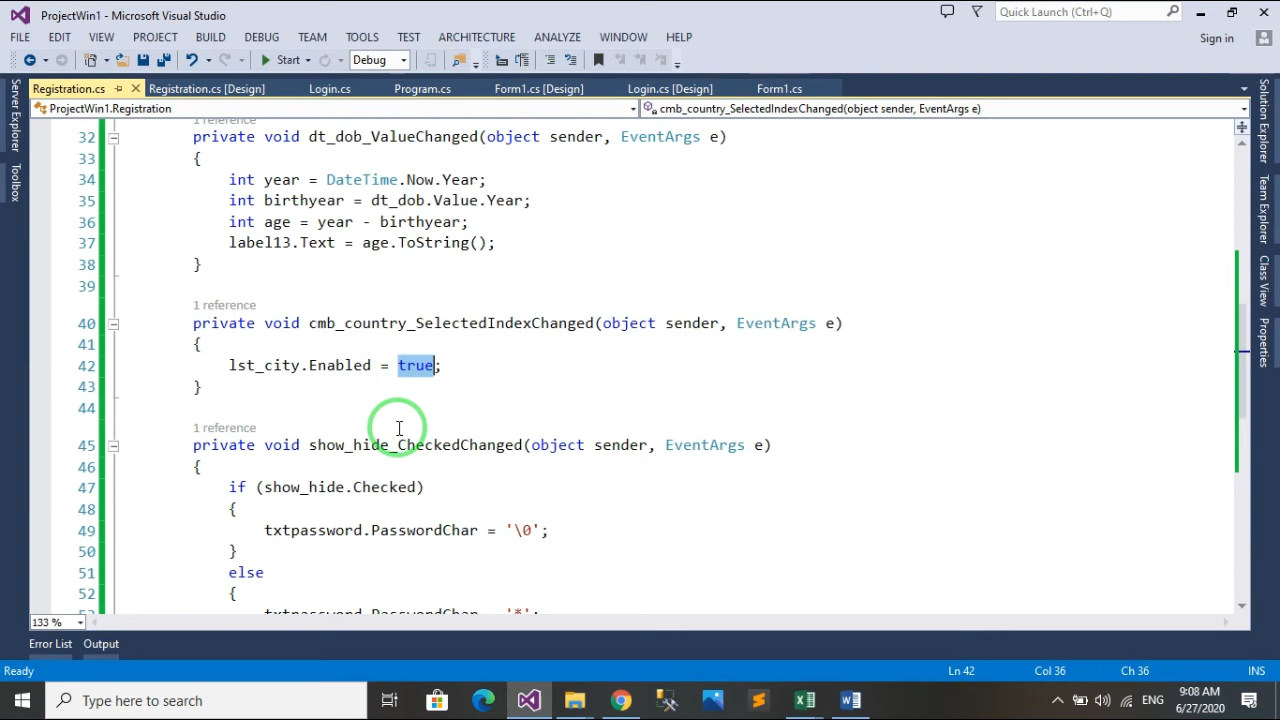 ProjectWin1 - Microsoft Visual Studio
Quick Launch (Ctrl+Q)
FILE EDIT VIEW PROJECT BUILD DEBUG TEAM TOOLS TEST ARCHITECTURE ANALYZE WINDOW HELP
Sign in
Start Debug
Registration.cs Registration.cs [Design] Login.cs Program.cs Form1.cs [Design] Login.cs [Design] Form1.cs
ProjectWin1.Registration cmb_country_SelectedIndexChanged(object sender, EventArgs e)
Server Explorer
Toolbox
Solution Explorer
Team Explorer
Class View
Properties
1 reference
32 private void dt_dob_ValueChanged(object sender, EventArgs e)
33 {
34 int year = DateTime.Now.Year;
35 int birthyear = dt_dob.Value.Year;
36 int age = year - birthyear;
37 label13.Text = age.ToString();
38 }
39
1 reference
40 private void cmb_country_SelectedIndexChanged(object sender, EventArgs e)
41 {
42 lst_city.Enabled = true;
43 }
44
1 reference
45 private void show_hide_CheckedChanged(object sender, EventArgs e)
46 {
47 if (show_hide.Checked)
48 {
49 txtpassword.PasswordChar = '\0';
50 }
51 else
52 {
53 txtpassword.PasswordChar = '*';
133 %
Error List Output
Ready Ln 42 Col 36 Ch 36 INS
Type here to search
ENG
9:08 AM
6/27/2020